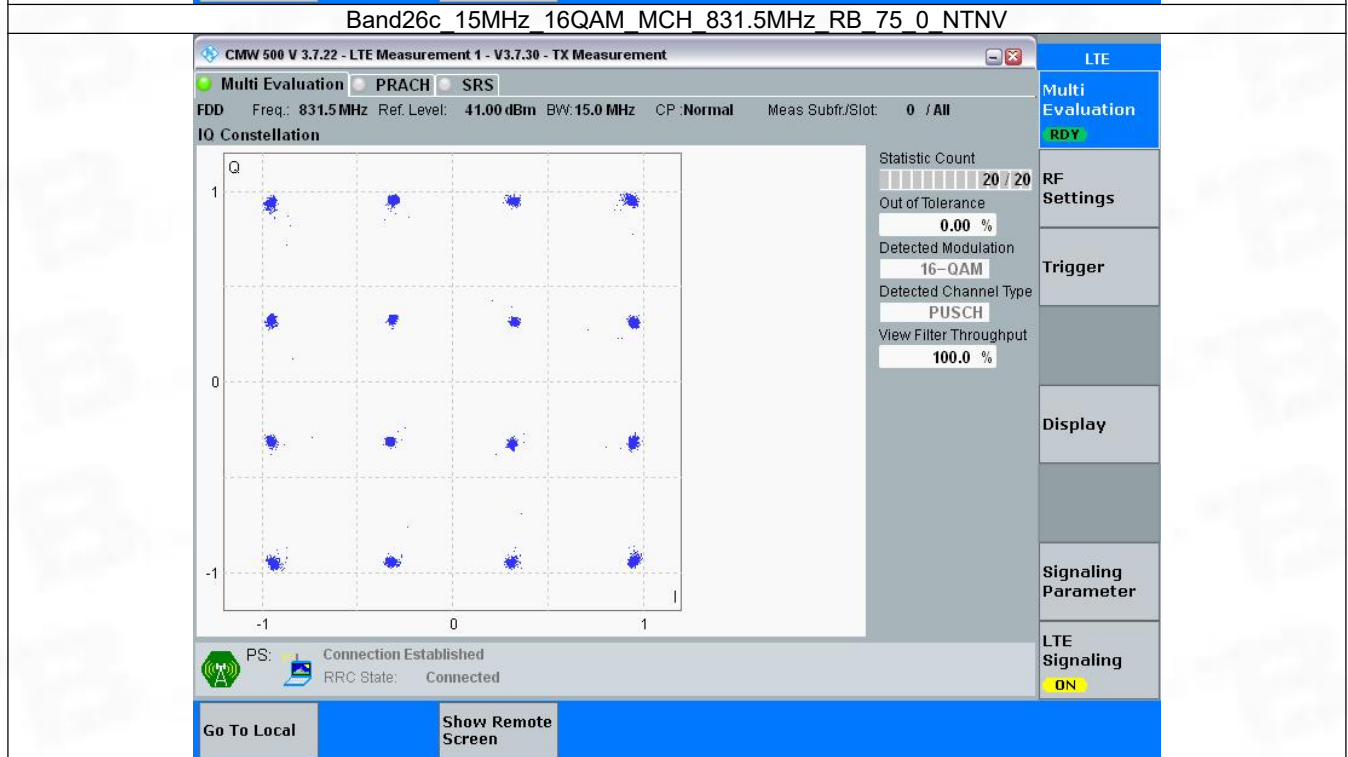 Band26c_15MHz_16QAM_MCH_831.5MHz_RB_75_0_NTNV
CMW 500 V 3.7.22 - LTE Measurement 1 - V3.7.30 - TX Measurement
LTE
Multi Evaluation PRACH SRS
Multi
Evaluation
RDY
FDD Freq.: 831.5 MHz Ref. Level: 41.00 dBm BW: 15.0 MHz CP :Normal Meas Subfr./Slot: 0 / All
IQ Constellation
Q
1
0
-1
I
-1 0 1
Statistic Count
20 / 20
Out of Tolerance
0.00 %
Detected Modulation
16-QAM
Detected Channel Type
PUSCH
View Filter Throughput
100.0 %
RF
Settings
Trigger
Display
Signaling
Parameter
LTE
Signaling
ON
PS: Connection Established
RRC State: Connected
Go To Local
Show Remote
Screen